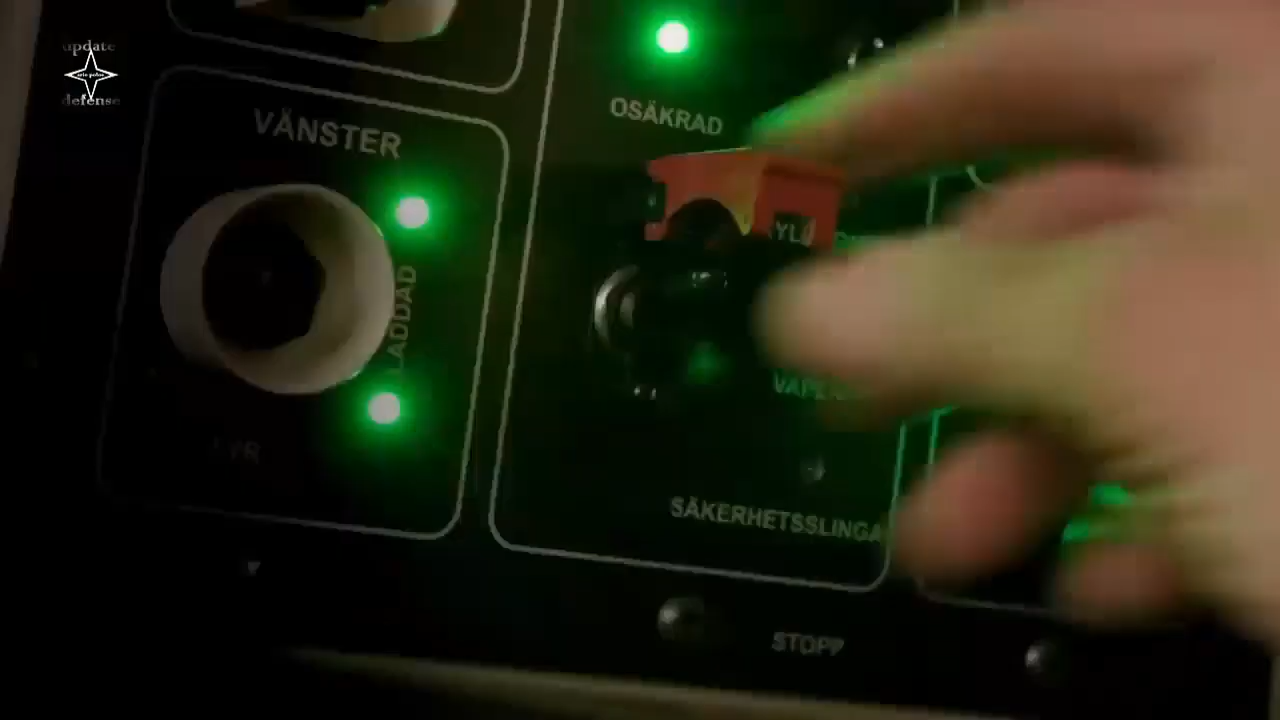 update
defense
OSÄKRAD
VÄNSTER
LADDAD
SÄKERHETSSLINGA
STOPP